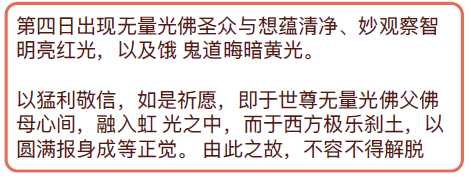 第四日出现无量光佛圣众与想蕴清净、妙观察智
明亮红光，以及饿 鬼道晦暗黄光。
以猛利敬信，如是祈愿，即于世尊无量光佛父佛
母心间，融入虹 光之中，而于西方极乐刹土，以
圆满报身成等正觉。 由此之故，不容不得解脱